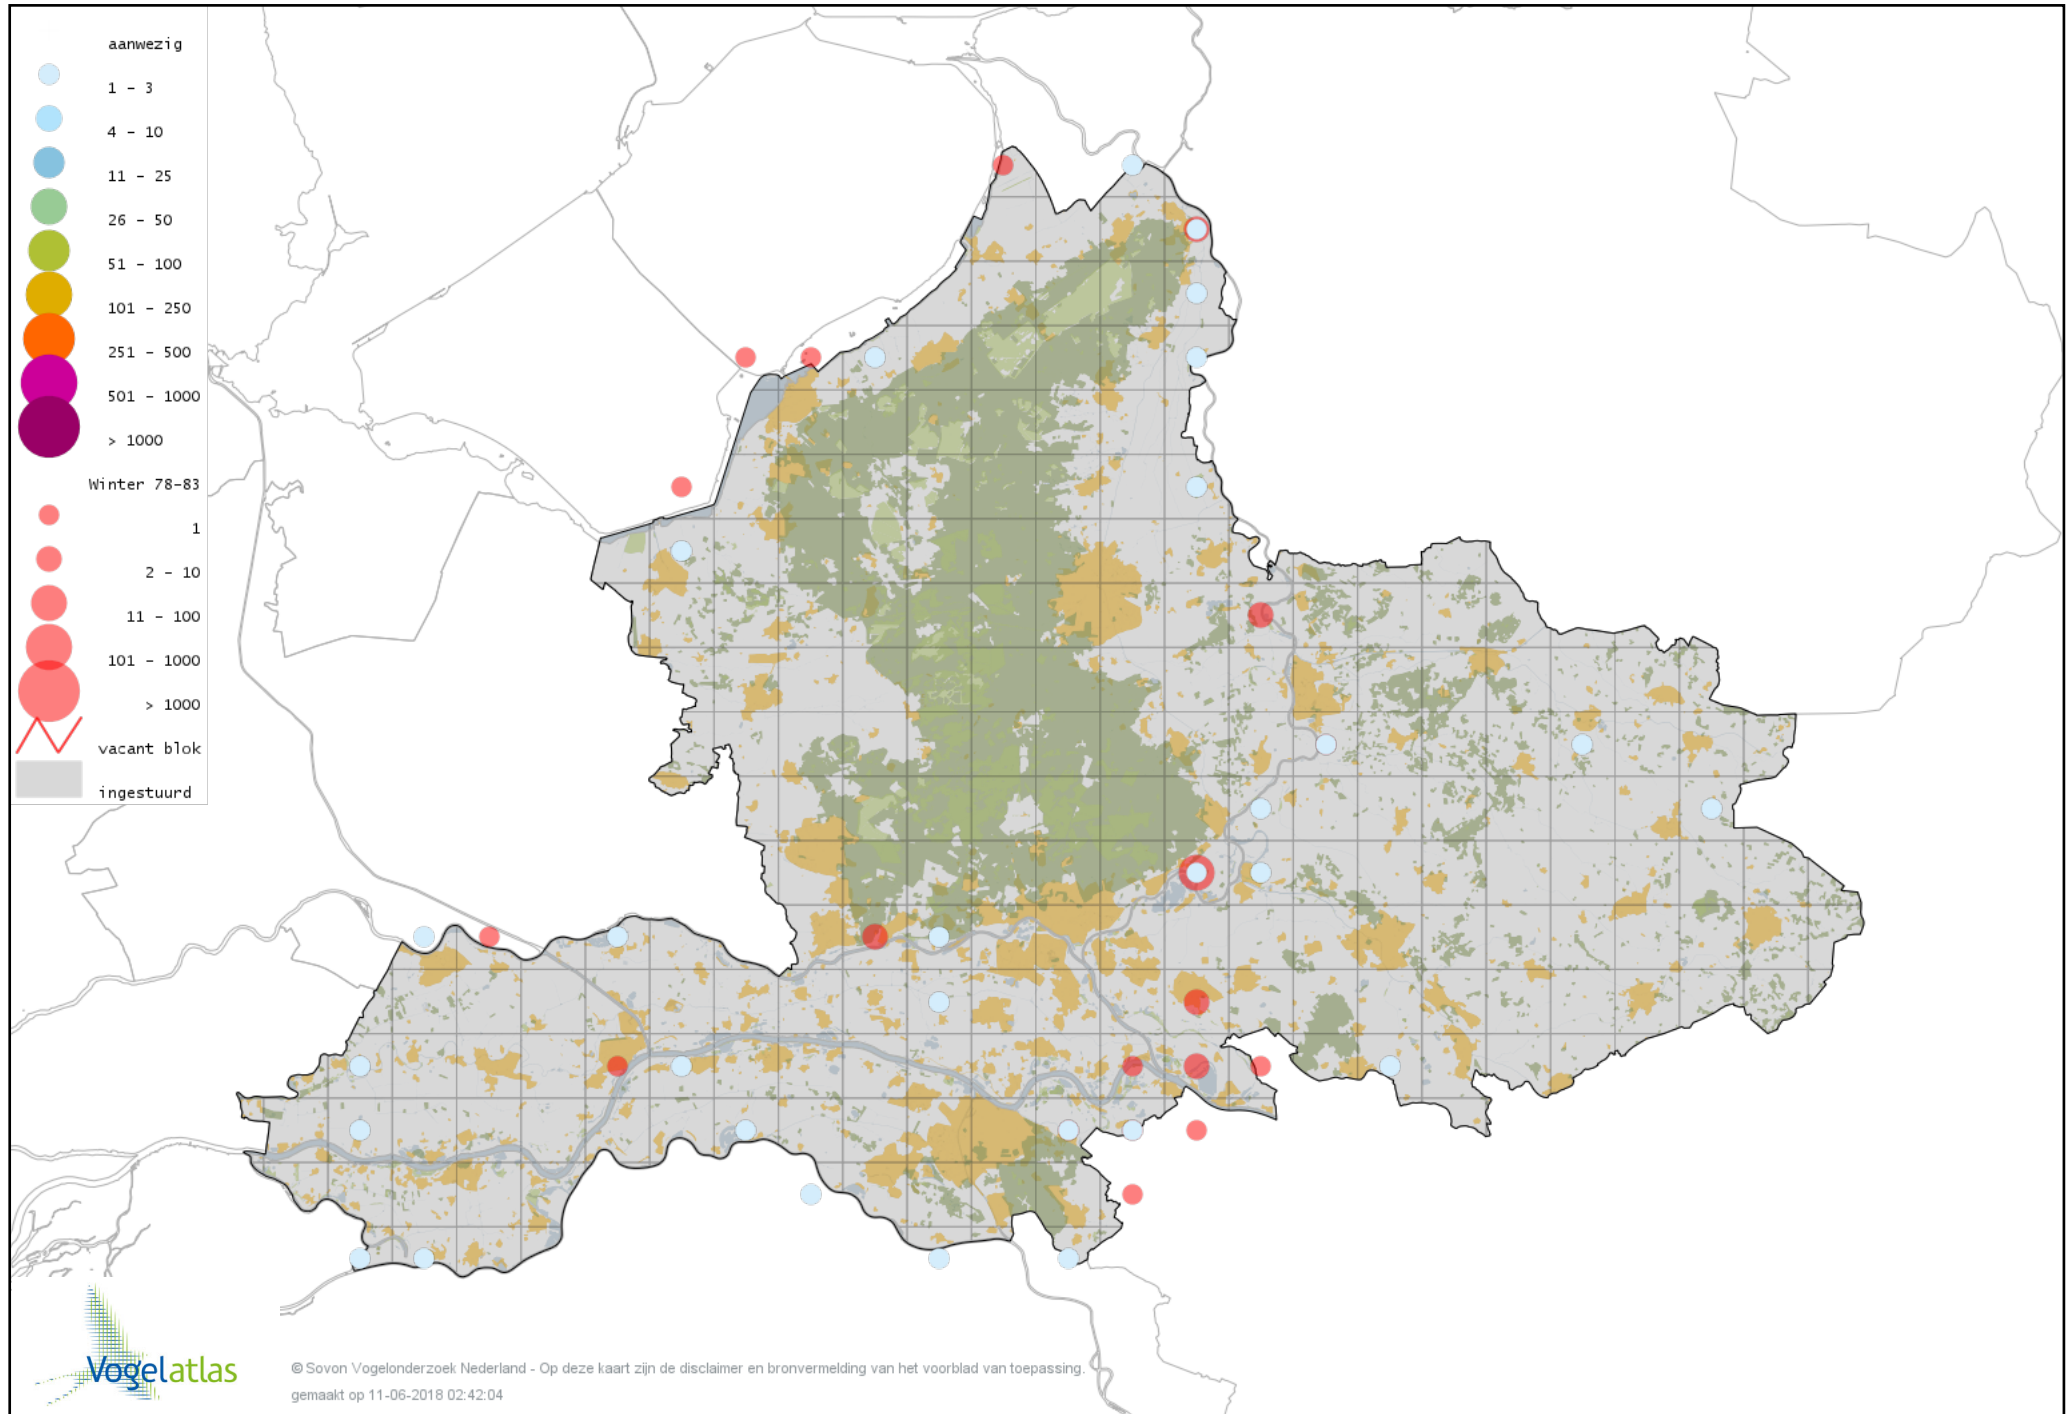 aanwezig
1 - 3
4 - 10
11 - 25
26 - 50
51 - 100
101 - 250
251 - 500
501 - 1000
> 1000
Winter 78-83
1
2 - 10
11 - 100
101 - 1000
> 1000
vacant blok
ingestuurd
Vogelatlas
© Sovon Vogelonderzoek Nederland - Op deze kaart zijn de disclaimer en bronvermelding van het voorblad van toepassing.
gemaakt op 11-06-2018 02:42:04